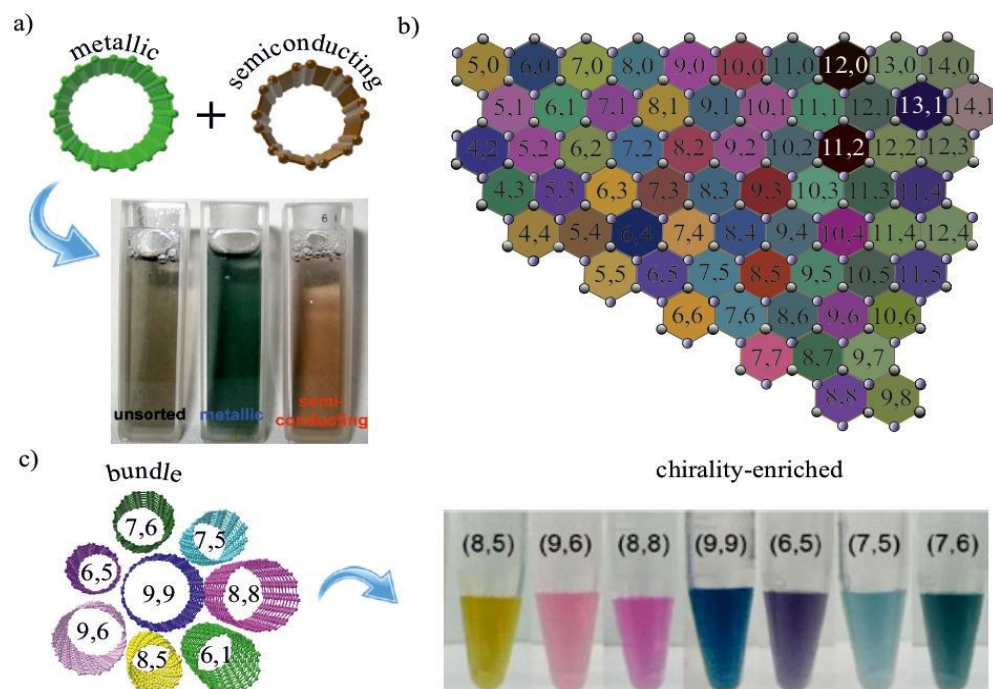 a)
metallic
+
semiconducting
6 1
unsorted
metallic
semi-
conducting
b)
5,0 6,0 7,0 8,0 9,0 10,0 11,0 12,0 13,0 14,0
5,1 6,1 7,1 8,1 9,1 10,1 11,1 12,1 13,1 14,1
4,2 5,2 6,2 7,2 8,2 9,2 10,2 11,2 12,2 12,3
4,3 5,3 6,3 7,3 8,3 9,3 10,3 11,3 11,4
4,4 5,4 6,4 7,4 8,4 9,4 10,4 11,4 12,4
5,5 6,5 7,5 8,5 9,5 10,5 11,5
6,6 7,6 8,6 9,6 10,6
7,7 8,7 9,7
8,8 9,8
c)
bundle
7,6
7,5
6,5
9,9
8,8
9,6
8,5
6,1
chirality-enriched
(8,5) (9,6) (8,8) (9,9) (6,5) (7,5) (7,6)